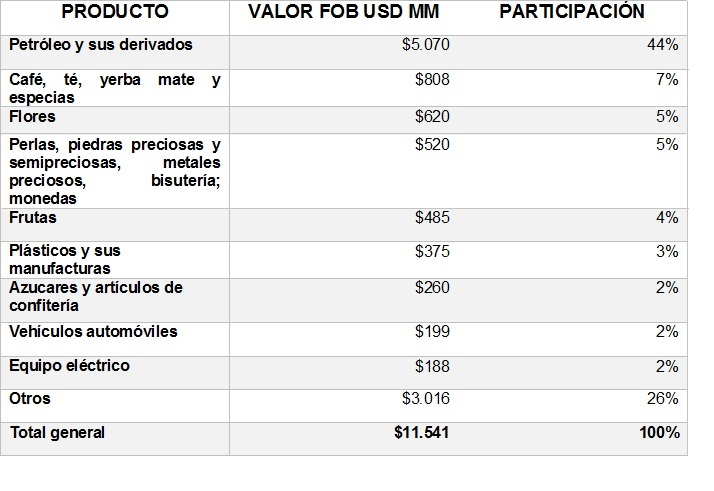 PRODUCTO VALOR FOB USD MM PARTICIPACIÓN
Petróleo y sus derivados $5.070 44%
Café, té, yerba mate y $808 7%
especias
Flores $620 5%
Perlas, piedras preciosas y $520 5%
semipreciosas, metales
preciosos, bisutería;
monedas
Frutas $485 4%
Plásticos y sus $375 3%
manufacturas
Azucares y artículos de $260 2%
confitería
Vehículos automóviles $199 2%
Equipo eléctrico $188 2%
Otros $3.016 26%
Total general $11.541 100%